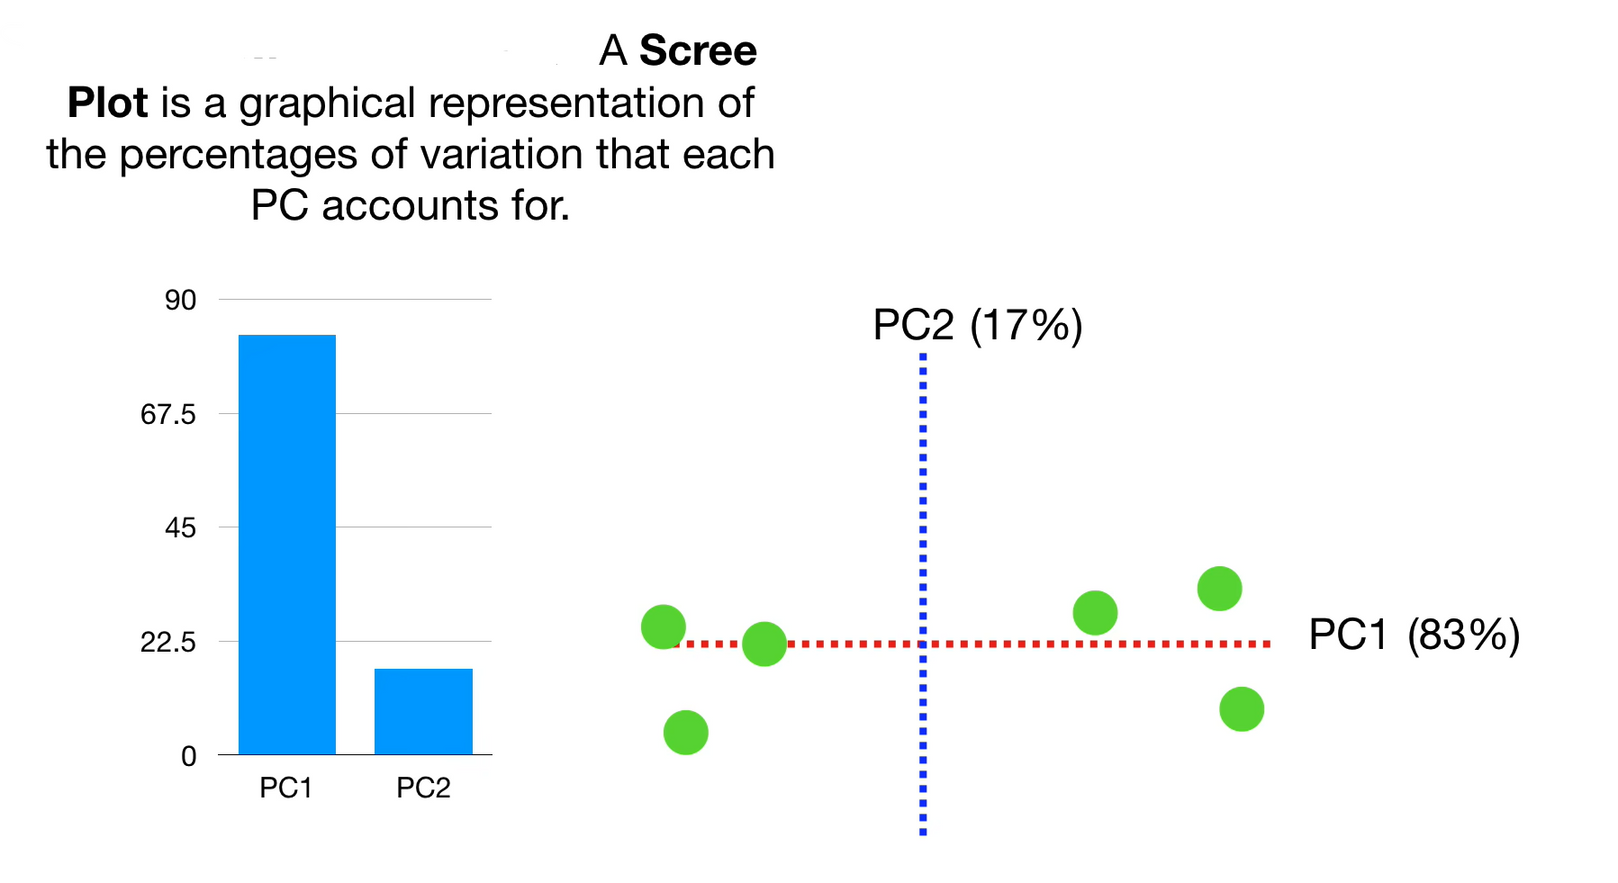 A Scree
Plot is a graphical representation of
the percentages of variation that each
PC accounts for.
90
67.5
45
22.5
0
PC1
PC2
PC2 (17%)
PC1 (83%)